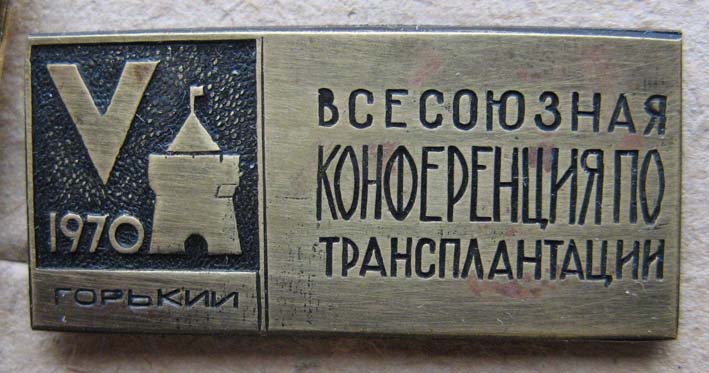 V
1970
ГОРЬКИЙ
ВСЕСОЮЗНАЯ
КОНФЕРЕНЦИЯ ПО
ТРАНСПЛАНТАЦИИ